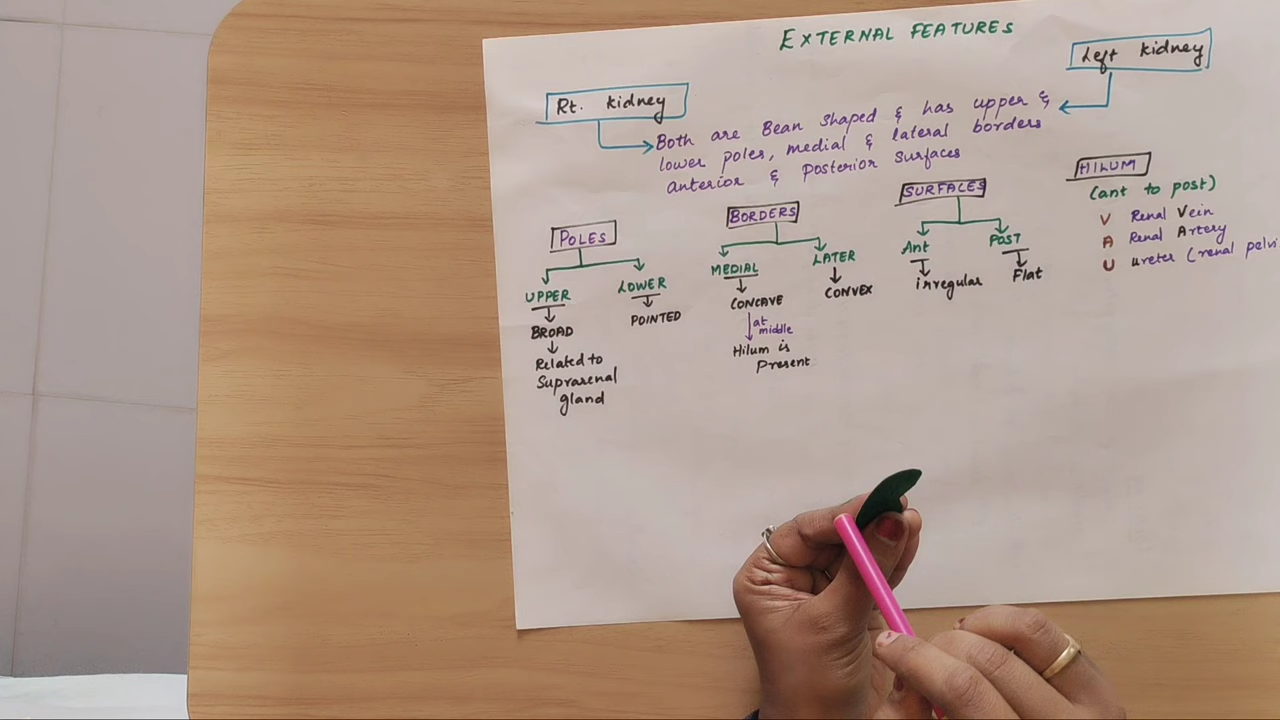 EXTERNAL FEATURES
Rt. kidney
Left kidney
Both are Bean shaped & has upper &
lower poles, medial & lateral borders
anterior & posterior surfaces
POLES
UPPER
BROAD
Related to
Suprarenal
gland
LOWER
POINTED
BORDERS
MEDIAL
CONCAVE
at
middle
Hilum is
Present
LATER
CONVEX
SURFACES
Ant
irregular
POST
Flat
HILUM
(ant to post)
V Renal Vein
A Renal Artery
U ureter (renal pelvi